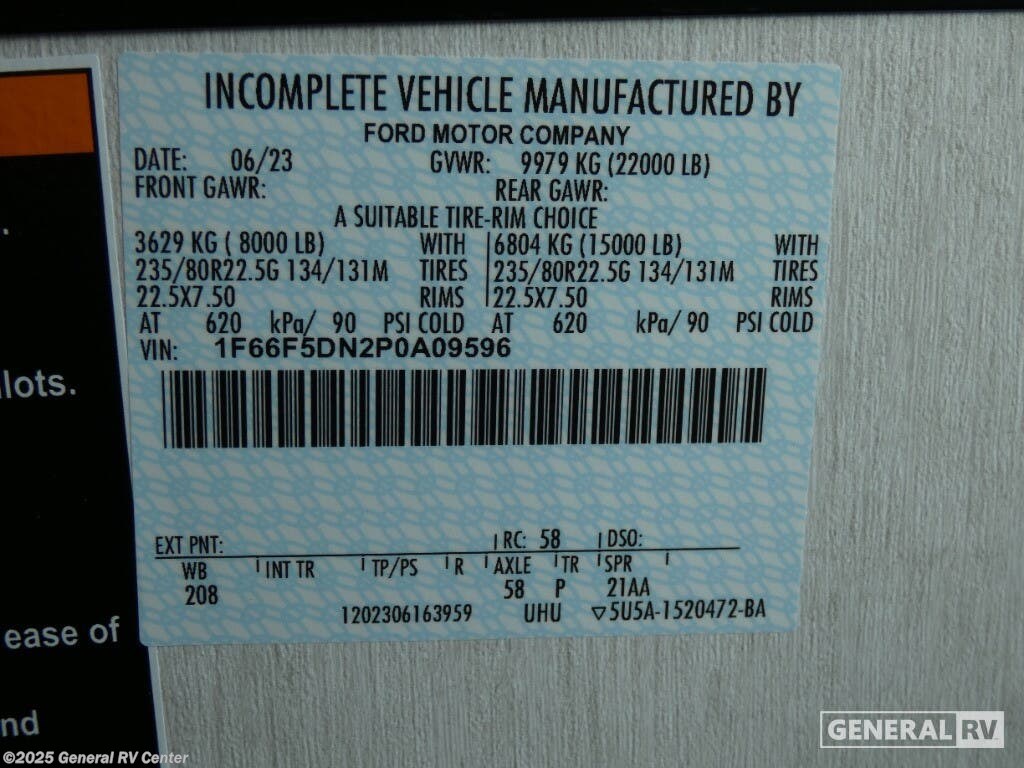 INCOMPLETE VEHICLE MANUFACTURED BY
FORD MOTOR COMPANY
DATE: 06/23 GVWR: 9979 KG (22000 LB)
FRONT GAWR: REAR GAWR:
A SUITABLE TIRE-RIM CHOICE
3629 KG ( 8000 LB) WITH 6804 KG (15000 LB) WITH
235/80R22.5G 134/131M TIRES 235/80R22.5G 134/131M TIRES
22.5X7.50 RIMS 22.5X7.50 RIMS
AT 620 kPa/ 90 PSI COLD AT 620 kPa/ 90 PSI COLD
VIN: 1F66F5DN2P0A09596
EXT PNT: RC: 58 DSO:
WB INT TR TP/PS R AXLE TR SPR
208 58 P 21AA
1202306163959 UHU ▽5U5A-1520472-BA
lots.
ease of
nd
GENERAL RV
©2025 General RV Center